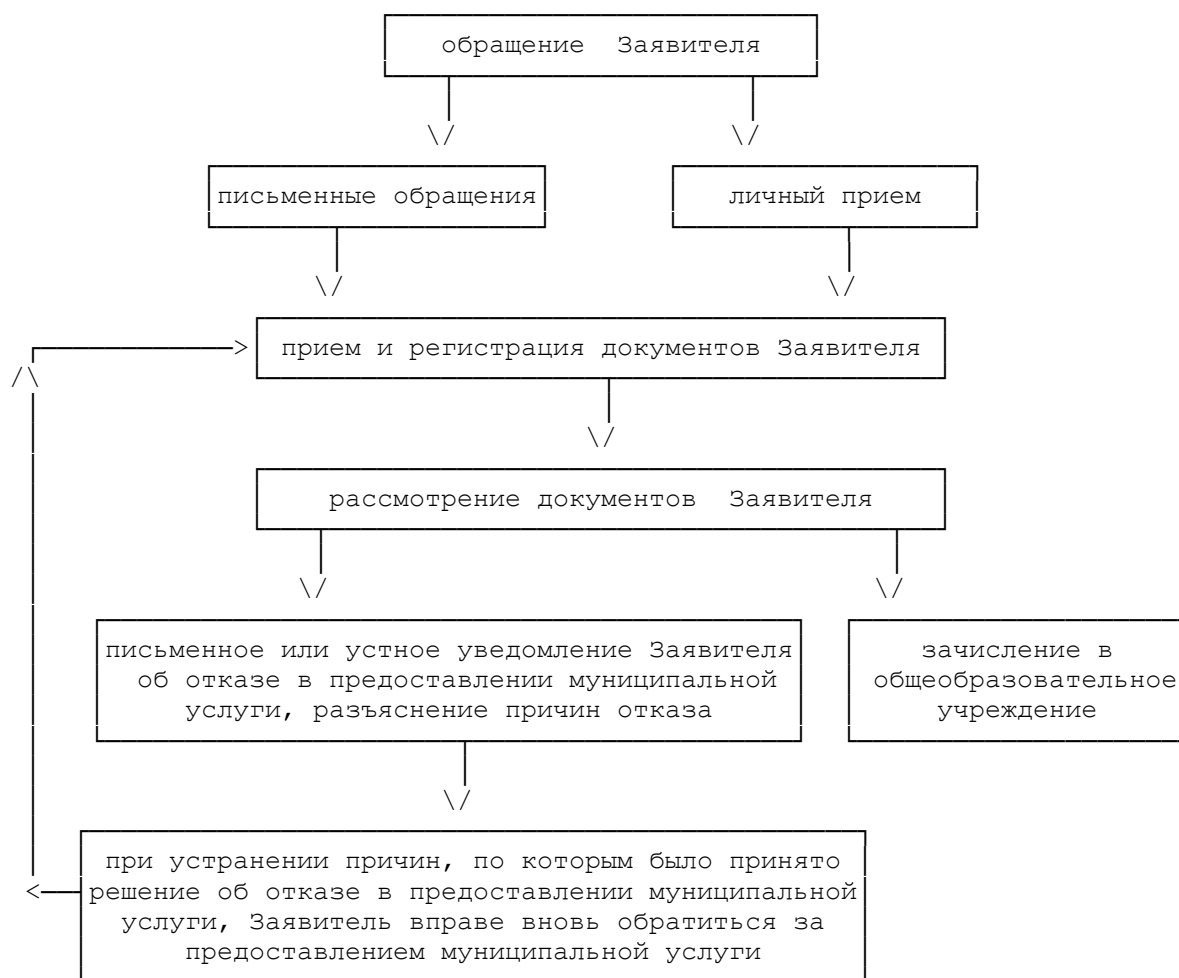 обращение Заявителя
письменные обращения
личный прием
прием и регистрация документов Заявителя
рассмотрение документов Заявителя
письменное или устное уведомление Заявителя
об отказе в предоставлении муниципальной
услуги, разъяснение причин отказа
зачисление в
общеобразовательное
учреждение
при устранении причин, по которым было принято
решение об отказе в предоставлении муниципальной
услуги, Заявитель вправе вновь обратиться за
предоставлением муниципальной услуги